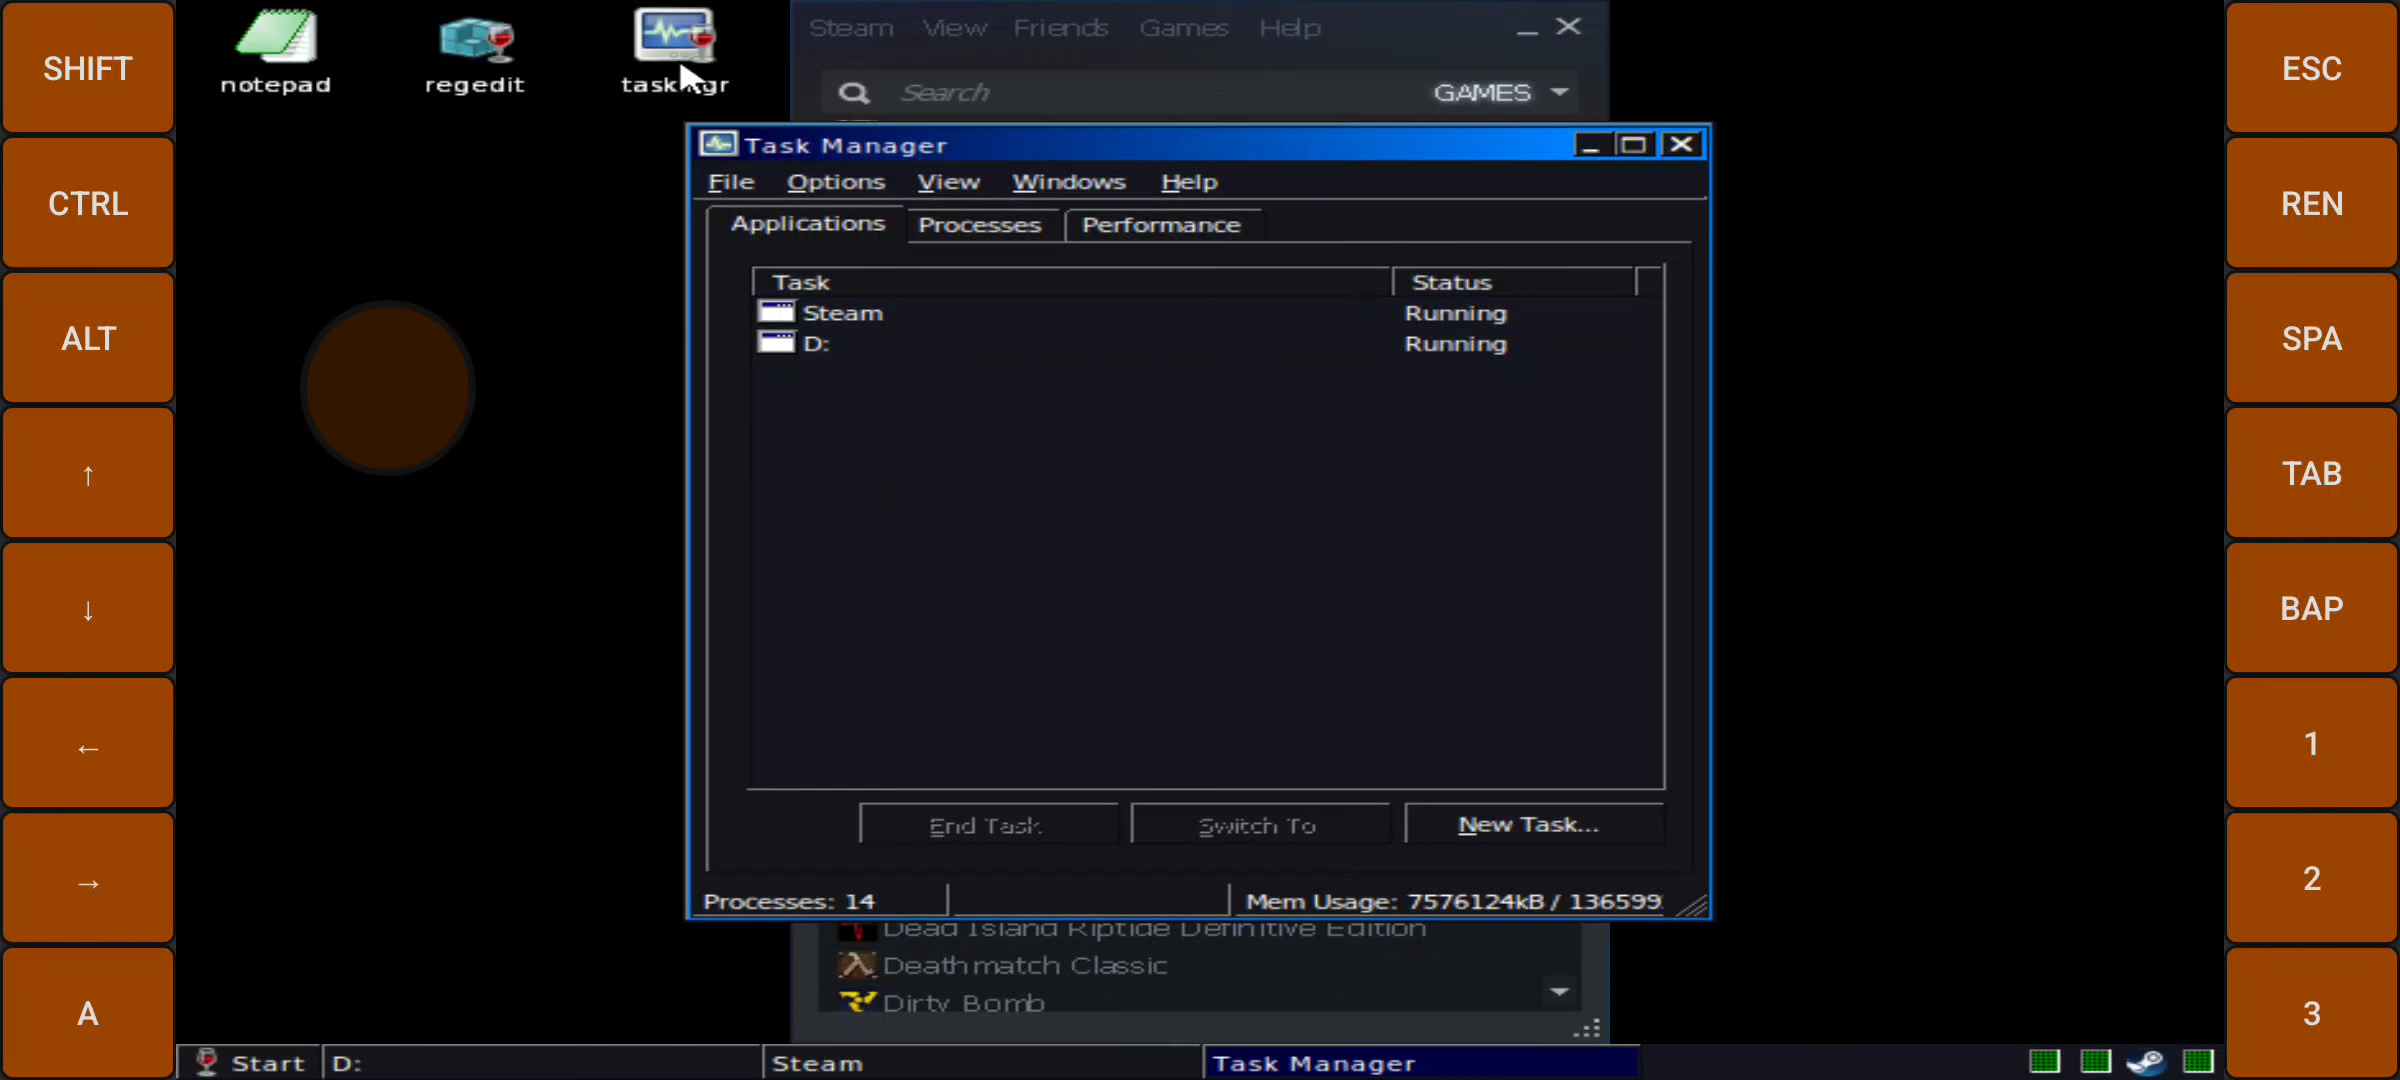 SHIFT
CTRL
ALT
↑
↓
←
→
A
notepad
regedit
Steam View Friends Games Help
Search
GAMES
Task Manager
File Options View Windows Help
Applications Processes Performance
Task Status
Steam Running
D: Running
End Task Switch To New Task...
Processes: 14 Mem Usage: 7576124kB / 136599
Dead Island Riptide Definitive Edition
Deathmatch Classic
Dirty Bomb
Start D: Steam Task Manager
ESC
REN
SPA
TAB
BAP
1
2
3